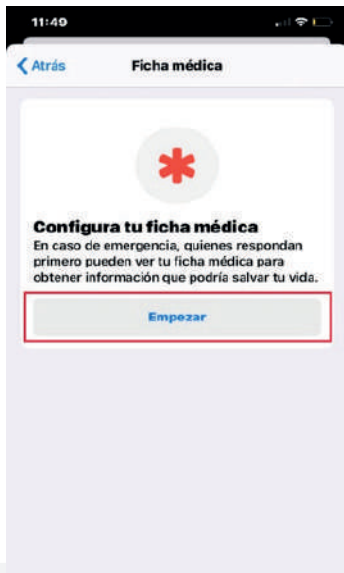 11:49
Atrás
Ficha médica
Configura tu ficha médica
En caso de emergencia, quienes respondan
primero pueden ver tu ficha médica para
obtener información que podría salvar tu vida.
Empezar